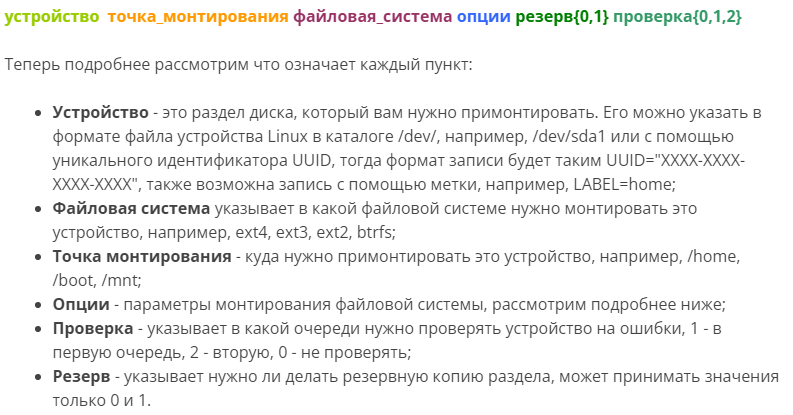 устройство точка_монтирования файловая_система опции резерв{0,1} проверка{0,1,2}
Теперь подробнее рассмотрим что означает каждый пункт:
• Устройство - это раздел диска, который вам нужно примонтировать. Его можно указать в
формате файла устройства Linux в каталоге /dev/, например, /dev/sda1 или с помощью
уникального идентификатора UUID, тогда формат записи будет таким UUID="XXXX-XXXX-
XXXX-XXXX", также возможна запись с помощью метки, например, LABEL=home;
• Файловая система указывает в какой файловой системе нужно монтировать это
устройство, например, ext4, ext3, ext2, btrfs;
• Точка монтирования - куда нужно примонтировать это устройство, например, /home,
/boot, /mnt;
• Опции - параметры монтирования файловой системы, рассмотрим подробнее ниже;
• Проверка - указывает в какой очереди нужно проверять устройство на ошибки, 1 - в
первую очередь, 2 - вторую, 0 - не проверять;
• Резерв - указывает нужно ли делать резервную копию раздела, может принимать значения
только 0 и 1.